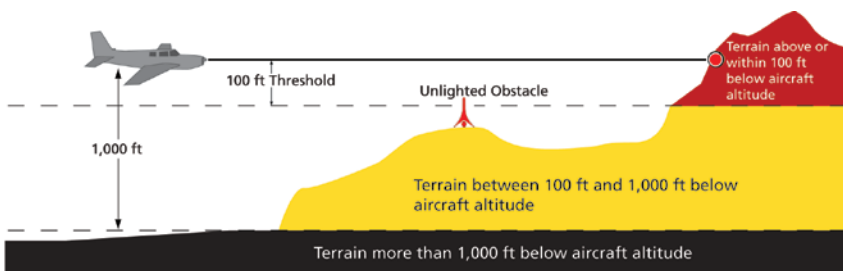 Terrain above or
within 100 ft
below aircraft
altitude
100 ft Threshold
Unlighted Obstacle
1,000 ft
Terrain between 100 ft and 1,000 ft below
aircraft altitude
Terrain more than 1,000 ft below aircraft altitude